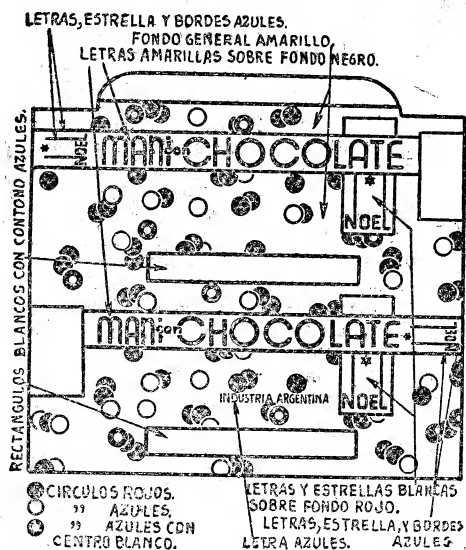 LETRAS, ESTRELLA Y BORDES AZULES.
FONDO GENERAL AMARILLO,
LETRAS AMARILLAS SOBRE FONDO NEGRO.
RECTANGULOS BLANCOS CON CONTONO AZULES.
NOEL MANi con CHOCOLATE
NOEL
MANi con CHOCOLATE NOEL
INDUSTRIA ARGENTINA
NOEL
CIRCULOS ROJOS.
" AZULES,
" AZULES CON
CENTRO BLANCO.
LETRAS Y ESTRELLAS BLANCAS
SOBRE FONDO ROJO.
LETRAS, ESTRELLA, Y BORDES
AZULES
LETRA AZULES.